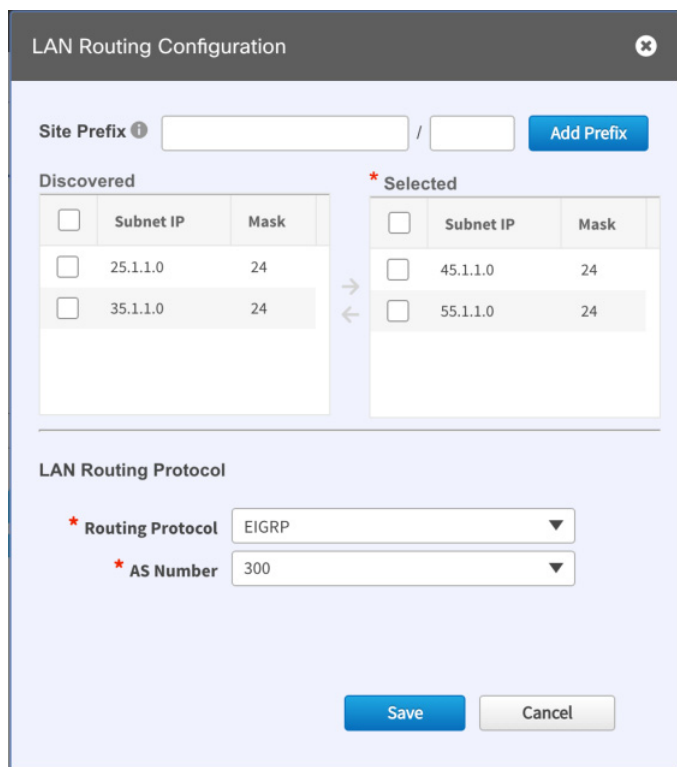 LAN Routing Configuration
Site Prefix / Add Prefix
Discovered
* Selected
Subnet IP Mask
25.1.1.0 24
35.1.1.0 24
Subnet IP Mask
45.1.1.0 24
55.1.1.0 24
LAN Routing Protocol
* Routing Protocol EIGRP
* AS Number 300
Save Cancel